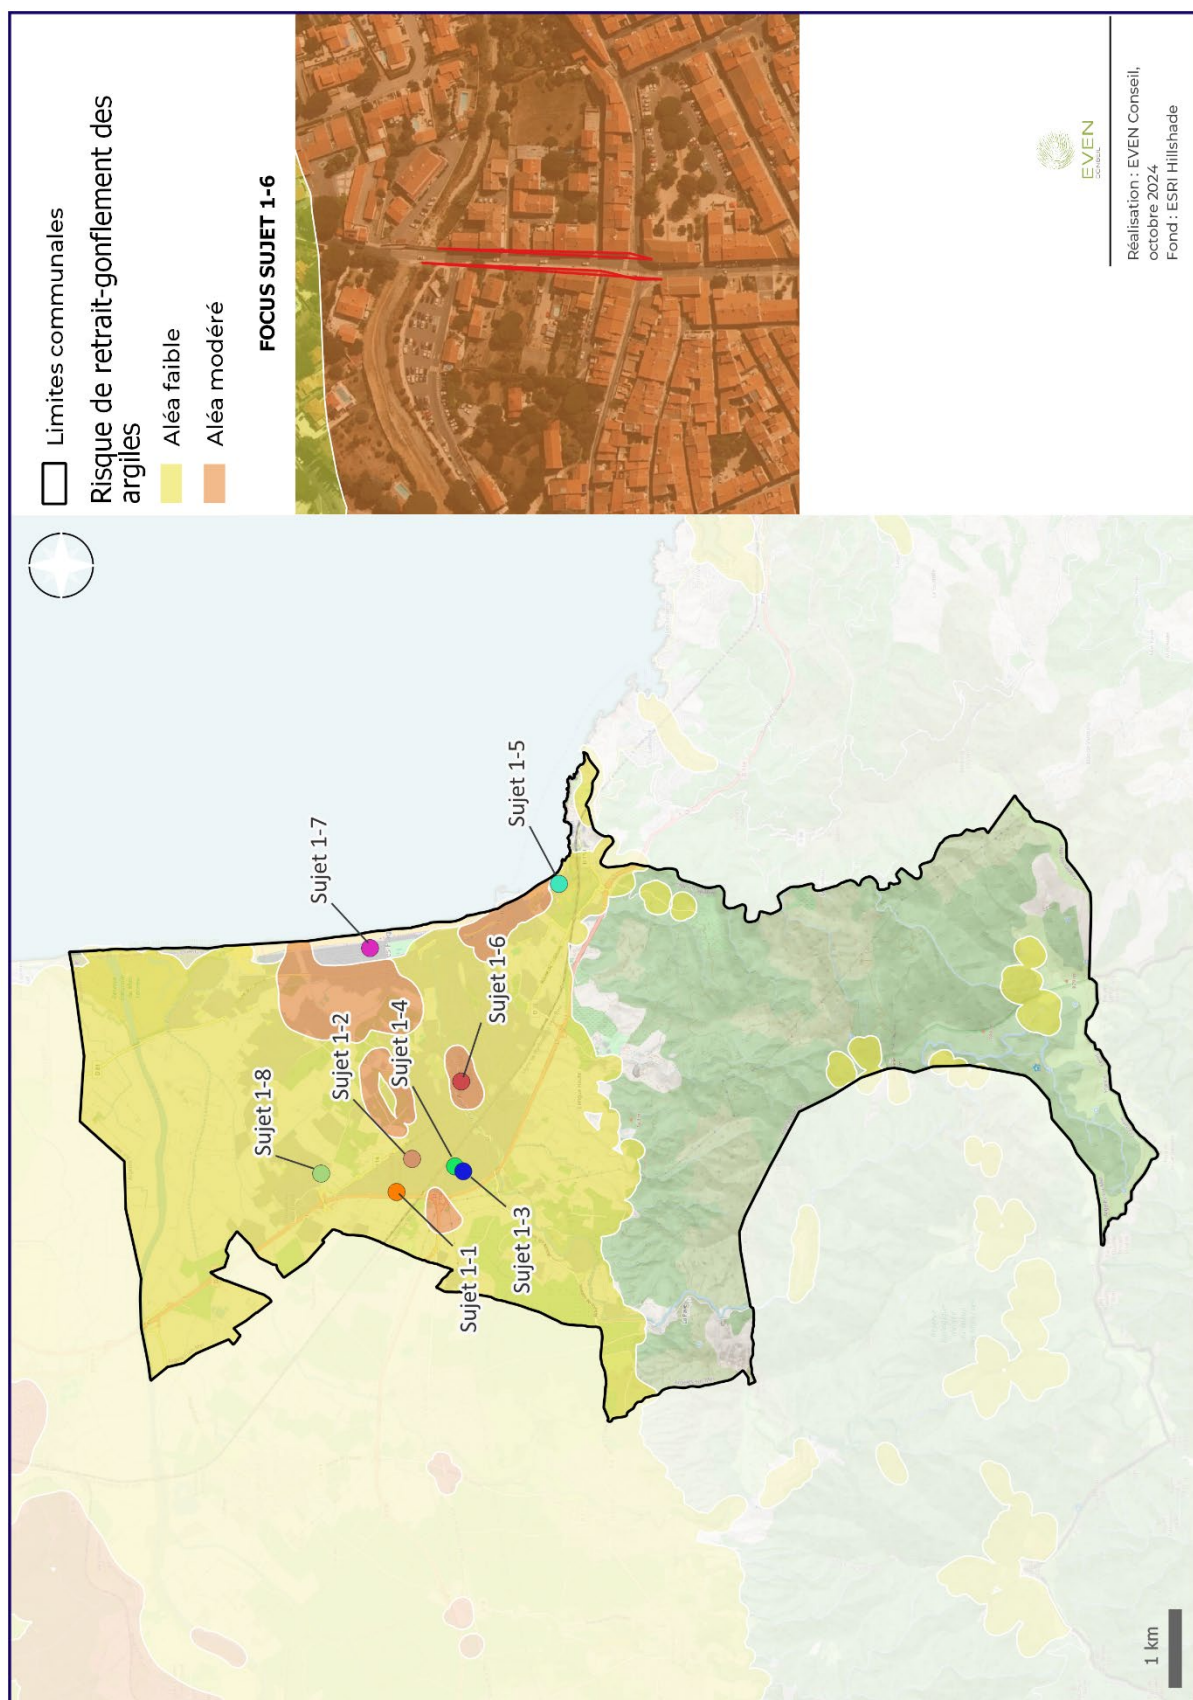 Limites communales
Risque de retrait-gonflement des
argiles
Aléa faible
Aléa modéré
FOCUS SUJET 1-6
Sujet 1-8
Sujet 1-2
Sujet 1-4
Sujet 1-7
Sujet 1-1
Sujet 1-3
Sujet 1-6
Sujet 1-5
1 km
EVEN
CONSEIL
Réalisation : EVEN Conseil,
octobre 2024
Fond : ESRI Hillshade